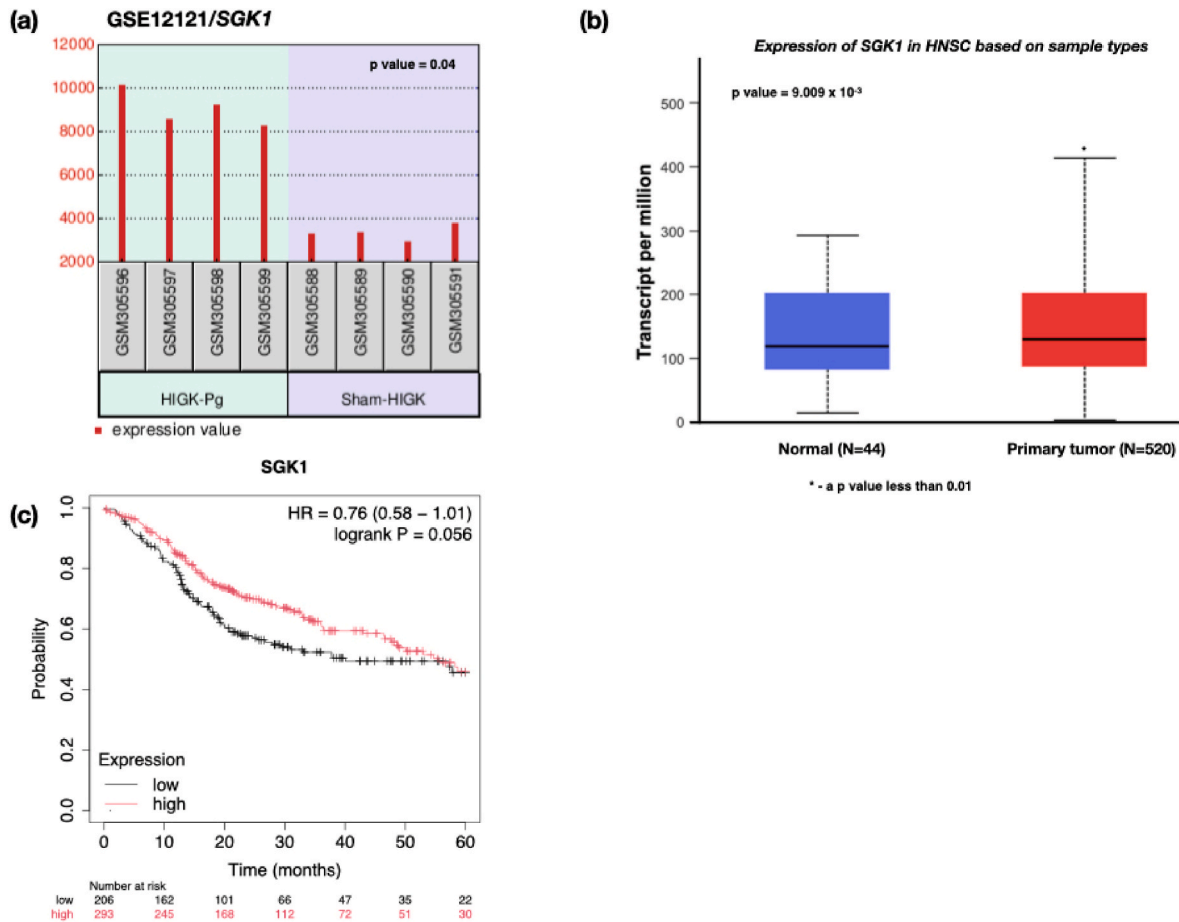 (a)
GSE12121/SGK1
12000
10000
8000
6000
4000
2000
p value = 0.04
GSM305596
GSM305597
GSM305598
GSM305599
GSM305588
GSM305589
GSM305590
GSM305591
HIGK-Pg
Sham-HIGK
expression value
(b)
Expression of SGK1 in HNSC based on sample types
p value = 9.009 x 10⁻³
Transcript per million
500
400
300
200
100
0
*
Normal (N=44)
Primary tumor (N=520)
* - a p value less than 0.01
(c)
SGK1
HR = 0.76 (0.58 − 1.01)
logrank P = 0.056
Probability
1.0
0.8
0.6
0.4
0.2
0.0
Expression
low
high
0 10 20 30 40 50 60
Time (months)
Number at risk
low 206 162 101 66 47 35 22
high 293 245 168 112 72 51 30